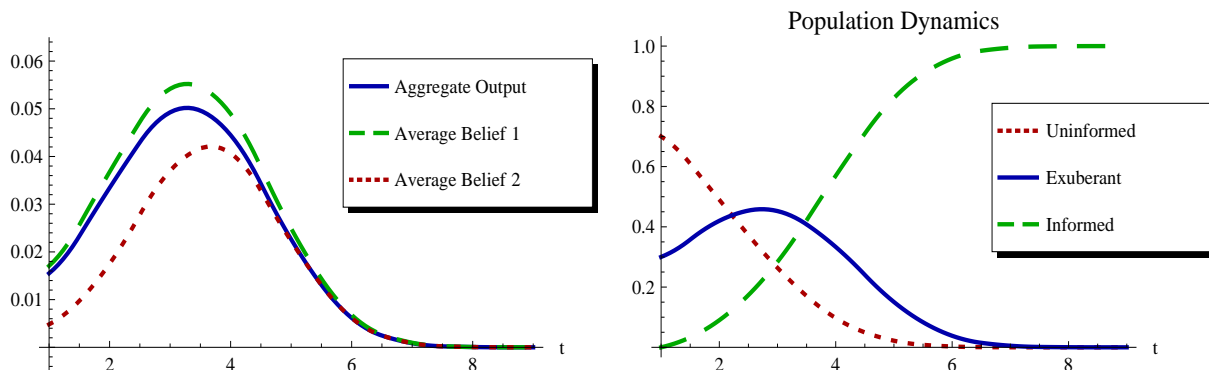 0.06
0.05
0.04
0.03
0.02
0.01
2 4 6 8 t
Aggregate Output
Average Belief 1
Average Belief 2
Population Dynamics
1.0
0.8
0.6
0.4
0.2
2 4 6 8 t
Uninformed
Exuberant
Informed